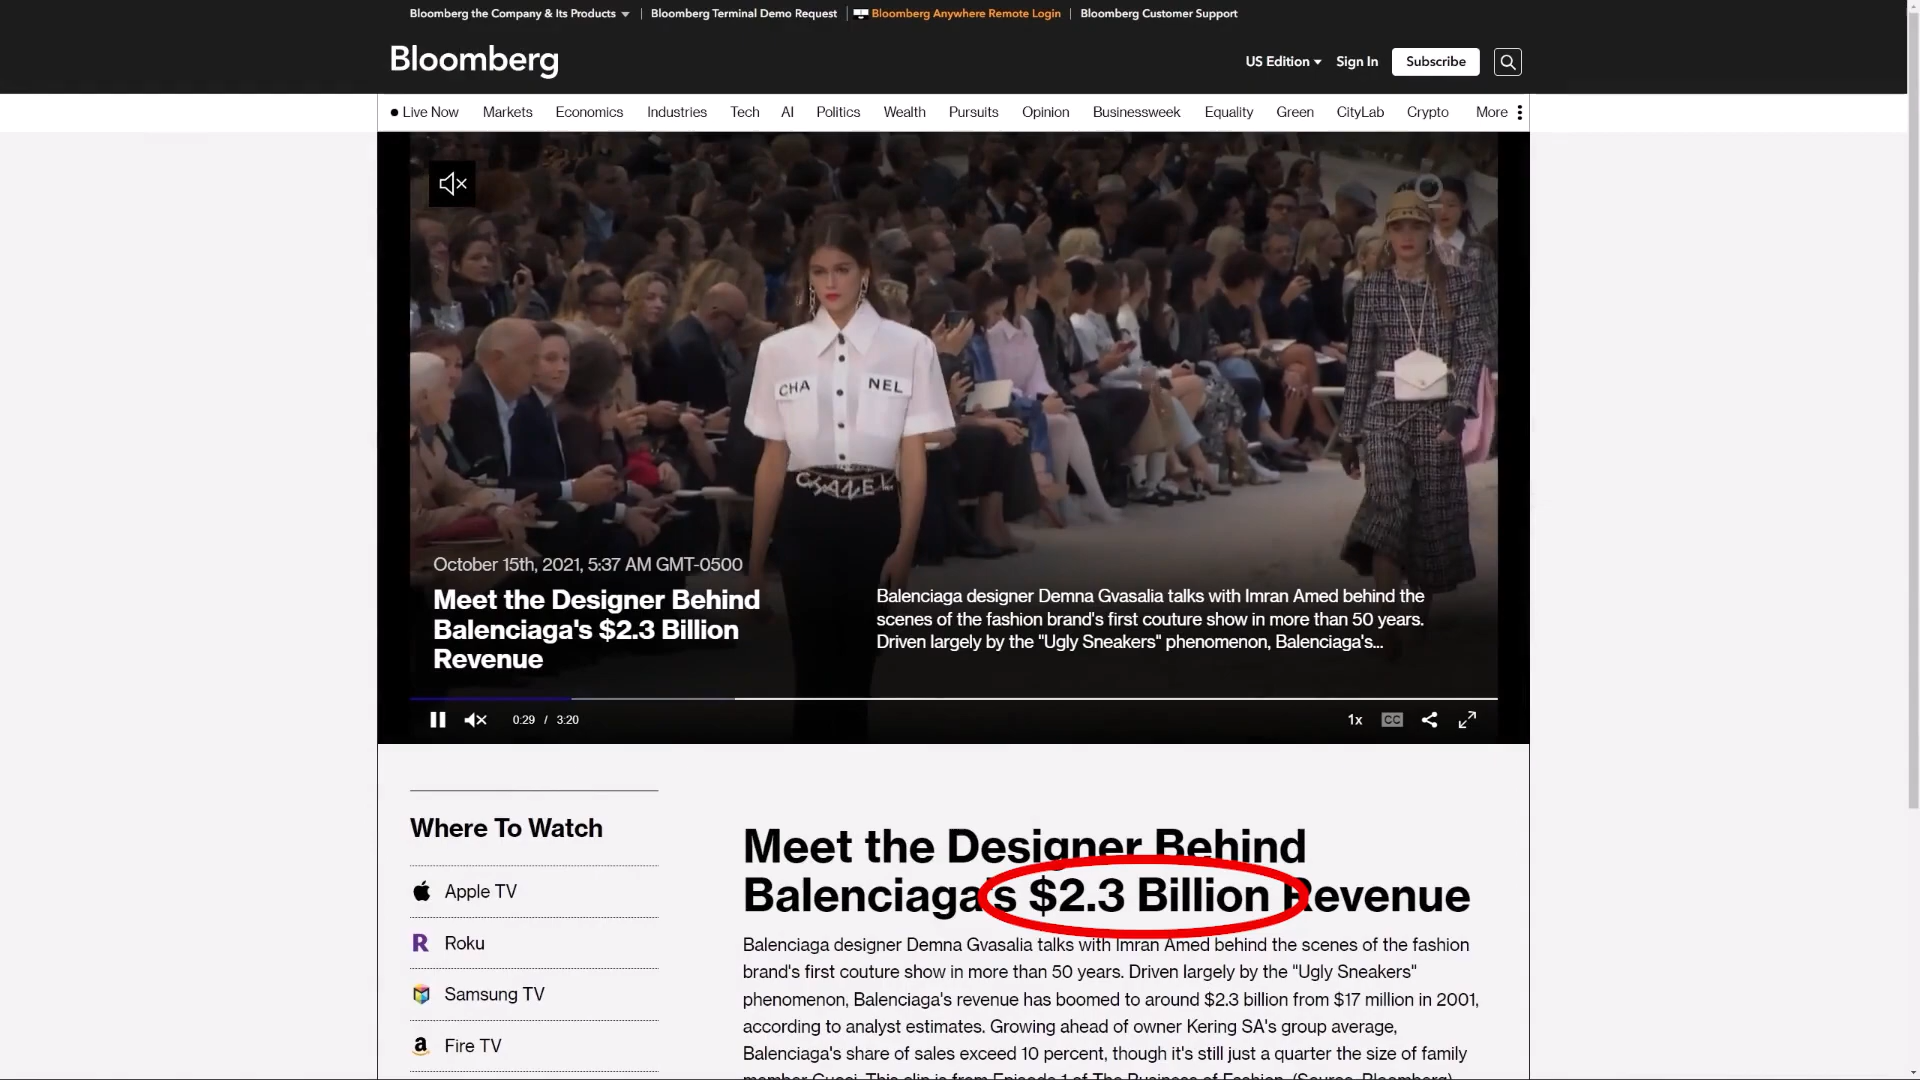 Bloomberg the Company & Its Products
Bloomberg Terminal Demo Request
Bloomberg Anywhere Remote Login
Bloomberg Customer Support
Bloomberg
US Edition
Sign In
Subscribe
Live Now
Markets
Economics
Industries
Tech
AI
Politics
Wealth
Pursuits
Opinion
Businessweek
Equality
Green
CityLab
Crypto
More
CHA NEL
CHANEL
October 15th, 2021, 5:37 AM GMT-0500
Meet the Designer Behind
Balenciaga's $2.3 Billion
Revenue
Balenciaga designer Demna Gvasalia talks with Imran Amed behind the
scenes of the fashion brand's first couture show in more than 50 years.
Driven largely by the "Ugly Sneakers" phenomenon, Balenciaga's...
0:29 / 3:20
1x
CC
Where To Watch
Apple TV
Roku
Samsung TV
Fire TV
Meet the Designer Behind
Balenciaga's $2.3 Billion Revenue
Balenciaga designer Demna Gvasalia talks with Imran Amed behind the scenes of the fashion
brand's first couture show in more than 50 years. Driven largely by the "Ugly Sneakers"
phenomenon, Balenciaga's revenue has boomed to around $2.3 billion from $17 million in 2001,
according to analyst estimates. Growing ahead of owner Kering SA's group average,
Balenciaga's share of sales exceed 10 percent, though it's still just a quarter the size of family
member Gucci. This clip is from Episode 1 of The Business of Fashion. (Source: Bloomberg)